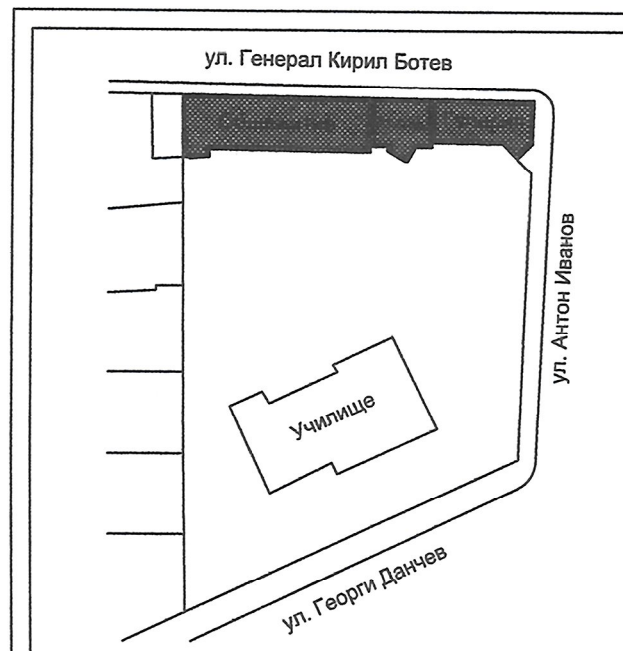 ул. Генерал Кирил Ботев
ул. Антон Иванов
Училище
ул. Георги Данчев